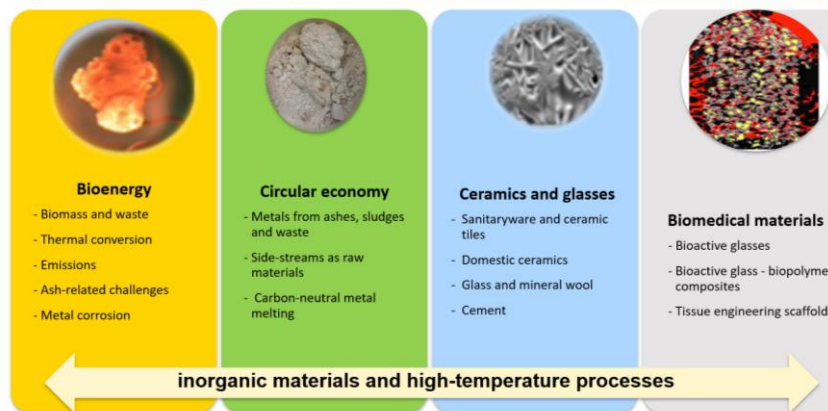 Bioenergy
- Biomass and waste
- Thermal conversion
- Emissions
- Ash-related challenges
- Metal corrosion
Circular economy
- Metals from ashes, sludges
and waste
- Side-streams as raw
materials
- Carbon-neutral metal
melting
Ceramics and glasses
- Sanitaryware and ceramic
tiles
- Domestic ceramics
- Glass and mineral wool
- Cement
Biomedical materials
- Bioactive glasses
- Bioactive glass - biopolyme
composites
- Tissue engineering scaffold
inorganic materials and high-temperature processes